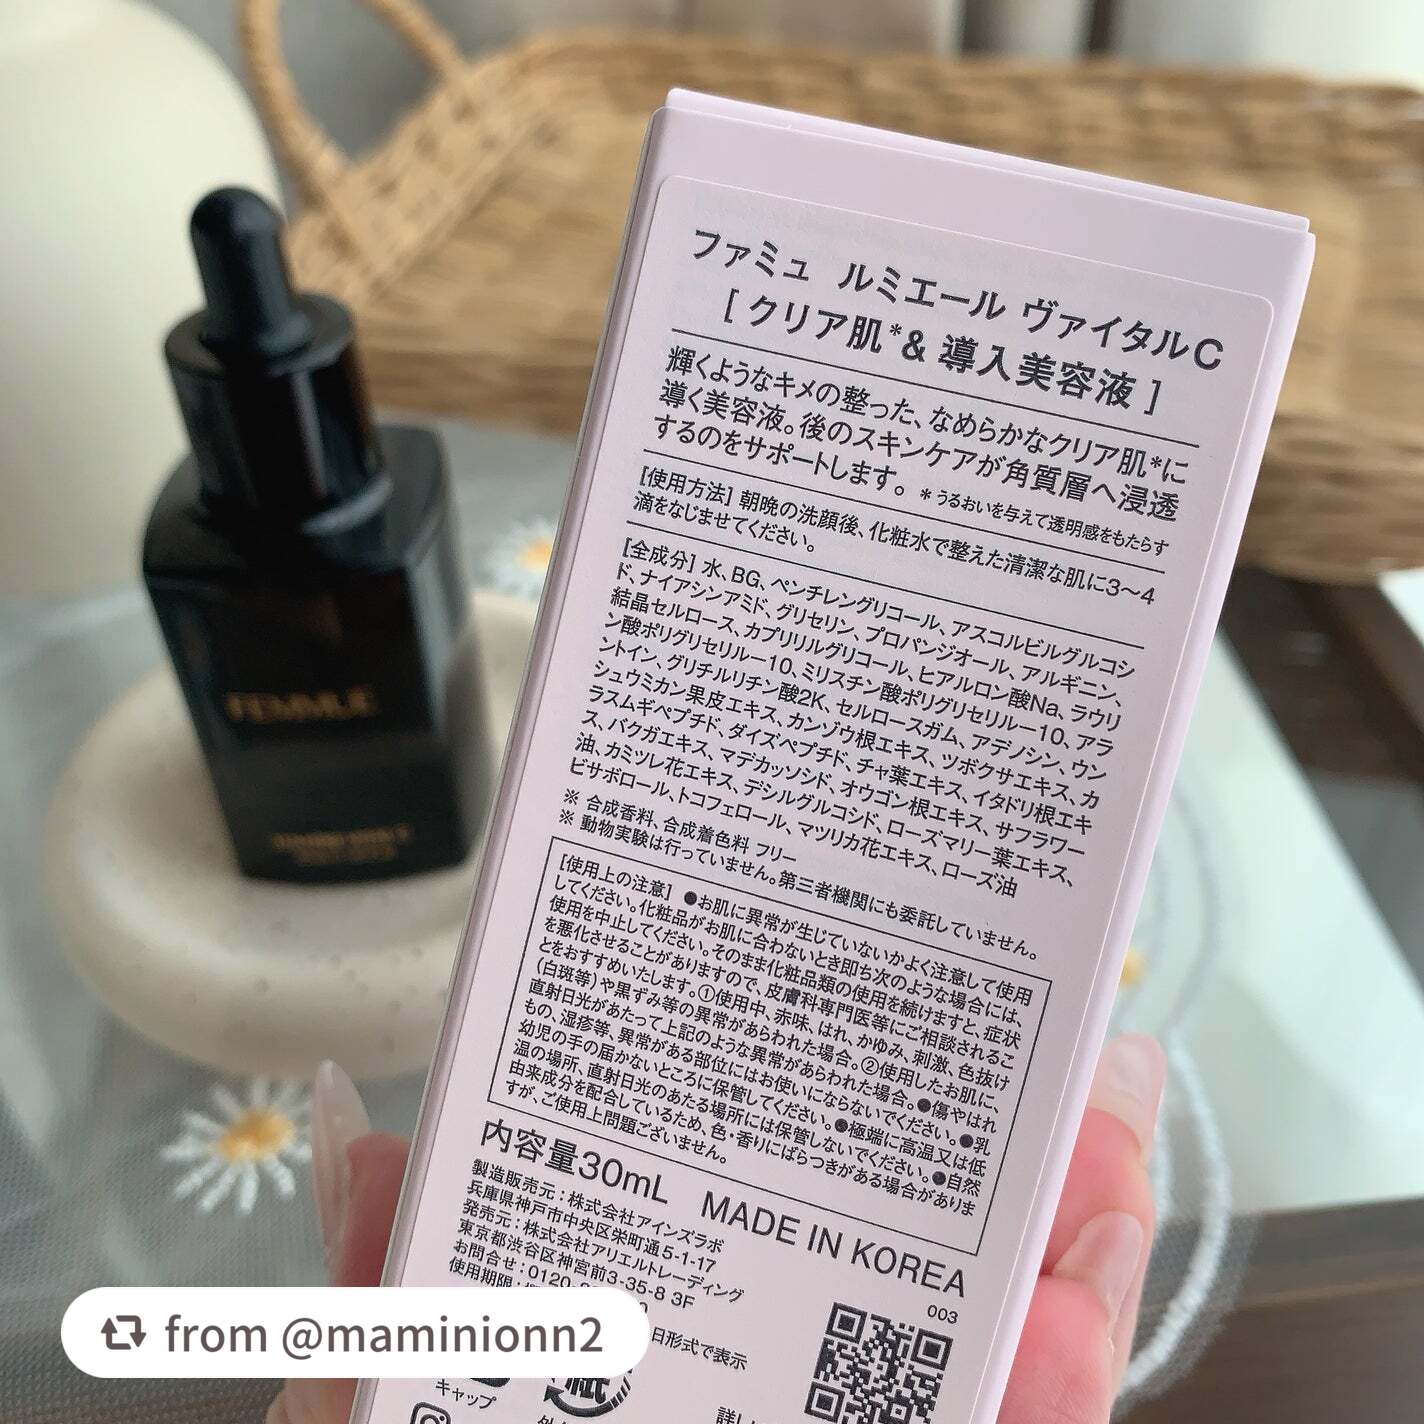 ファミュ ルミエール ヴァイタルC
[ クリア肌*& 導入美容液 ]
輝くようなキメの整った、なめらかなクリア肌*に
導く美容液。後のスキンケアが角質層へ浸透
するのをサポートします。 *うるおいを与えて透明感をもたらす
[使用方法] 朝晩の洗顔後、化粧水で整えた清潔な肌に3〜4
滴をなじませてください。
[全成分] 水、BG、ペンチレングリコール、アスコルビルグルコシ
ド、ナイアシンアミド、グリセリン、プロパンジオール、アルギニン、
結晶セルロース、カプリリルグリコール、ヒアルロン酸Na、ラウリ
ン酸ポリグリセリル−10、ミリスチン酸ポリグリセリル−10、アラ
ントイン、グリチルリチン酸2K、セルロースガム、アデノシン、ウン
シュウミカン果皮エキス、カンゾウ根エキス、ツボクサエキス、カ
ラスムギペプチド、ダイズペプチド、チャ葉エキス、イタドリ根エキ
ス、バクガエキス、マデカッソシド、オウゴン根エキス、サフラワー
油、カミツレ花エキス、デシルグルコシド、ローズマリー葉エキス、
ビサボロール、トコフェロール、マツリカ花エキス、ローズ油
※ 合成香料、合成着色料 フリー
※ 動物実験は行っていません。第三者機関にも委託していません。
[使用上の注意] ●お肌に異常が生じていないかよく注意して使用
してください。化粧品がお肌に合わないとき即ち次のような場合には、
使用を中止してください。そのまま化粧品類の使用を続けますと、症状
を悪化させることがありますので、皮膚科専門医等にご相談されるこ
とをおすすめいたします。①使用中、赤味、はれ、かゆみ、刺激、色抜け
(白斑等)や黒ずみ等の異常があらわれた場合。②使用したお肌に、
直射日光があたって上記のような異常があらわれた場合。●傷やはれ
もの、湿疹等、異常がある部位にはお使いにならないでください。●乳
幼児の手の届かないところに保管してください。●極端に高温又は低
温の場所、直射日光のあたる場所には保管しないでください。●自然
由来成分を配合しているため、色・香りにばらつきがある場合がありま
すが、ご使用上問題ございません。
内容量30mL MADE IN KOREA
製造販売元：株式会社アインズラボ
兵庫県神戸市中央区栄町通5-1-17
発売元：株式会社アリエルトレーディング
東京都渋谷区神宮前3-35-8 3F
お問合せ：0120-
使用期限：
日形式で表示
003
キャップ
紙
FEMMUE
from @maminionn2